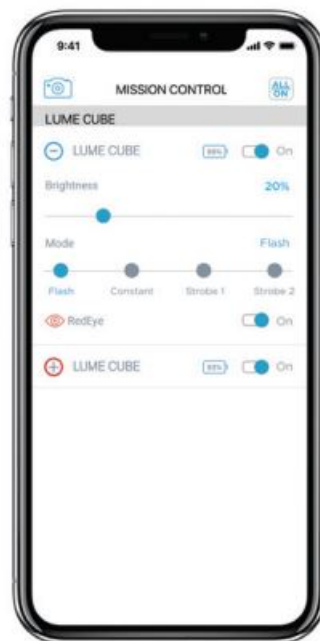 9:41
MISSION CONTROL
ALL ON
LUME CUBE
LUME CUBE On
Brightness 20%
Mode Flash
Flash Constant Strobe 1 Strobe 2
RedEye On
LUME CUBE On